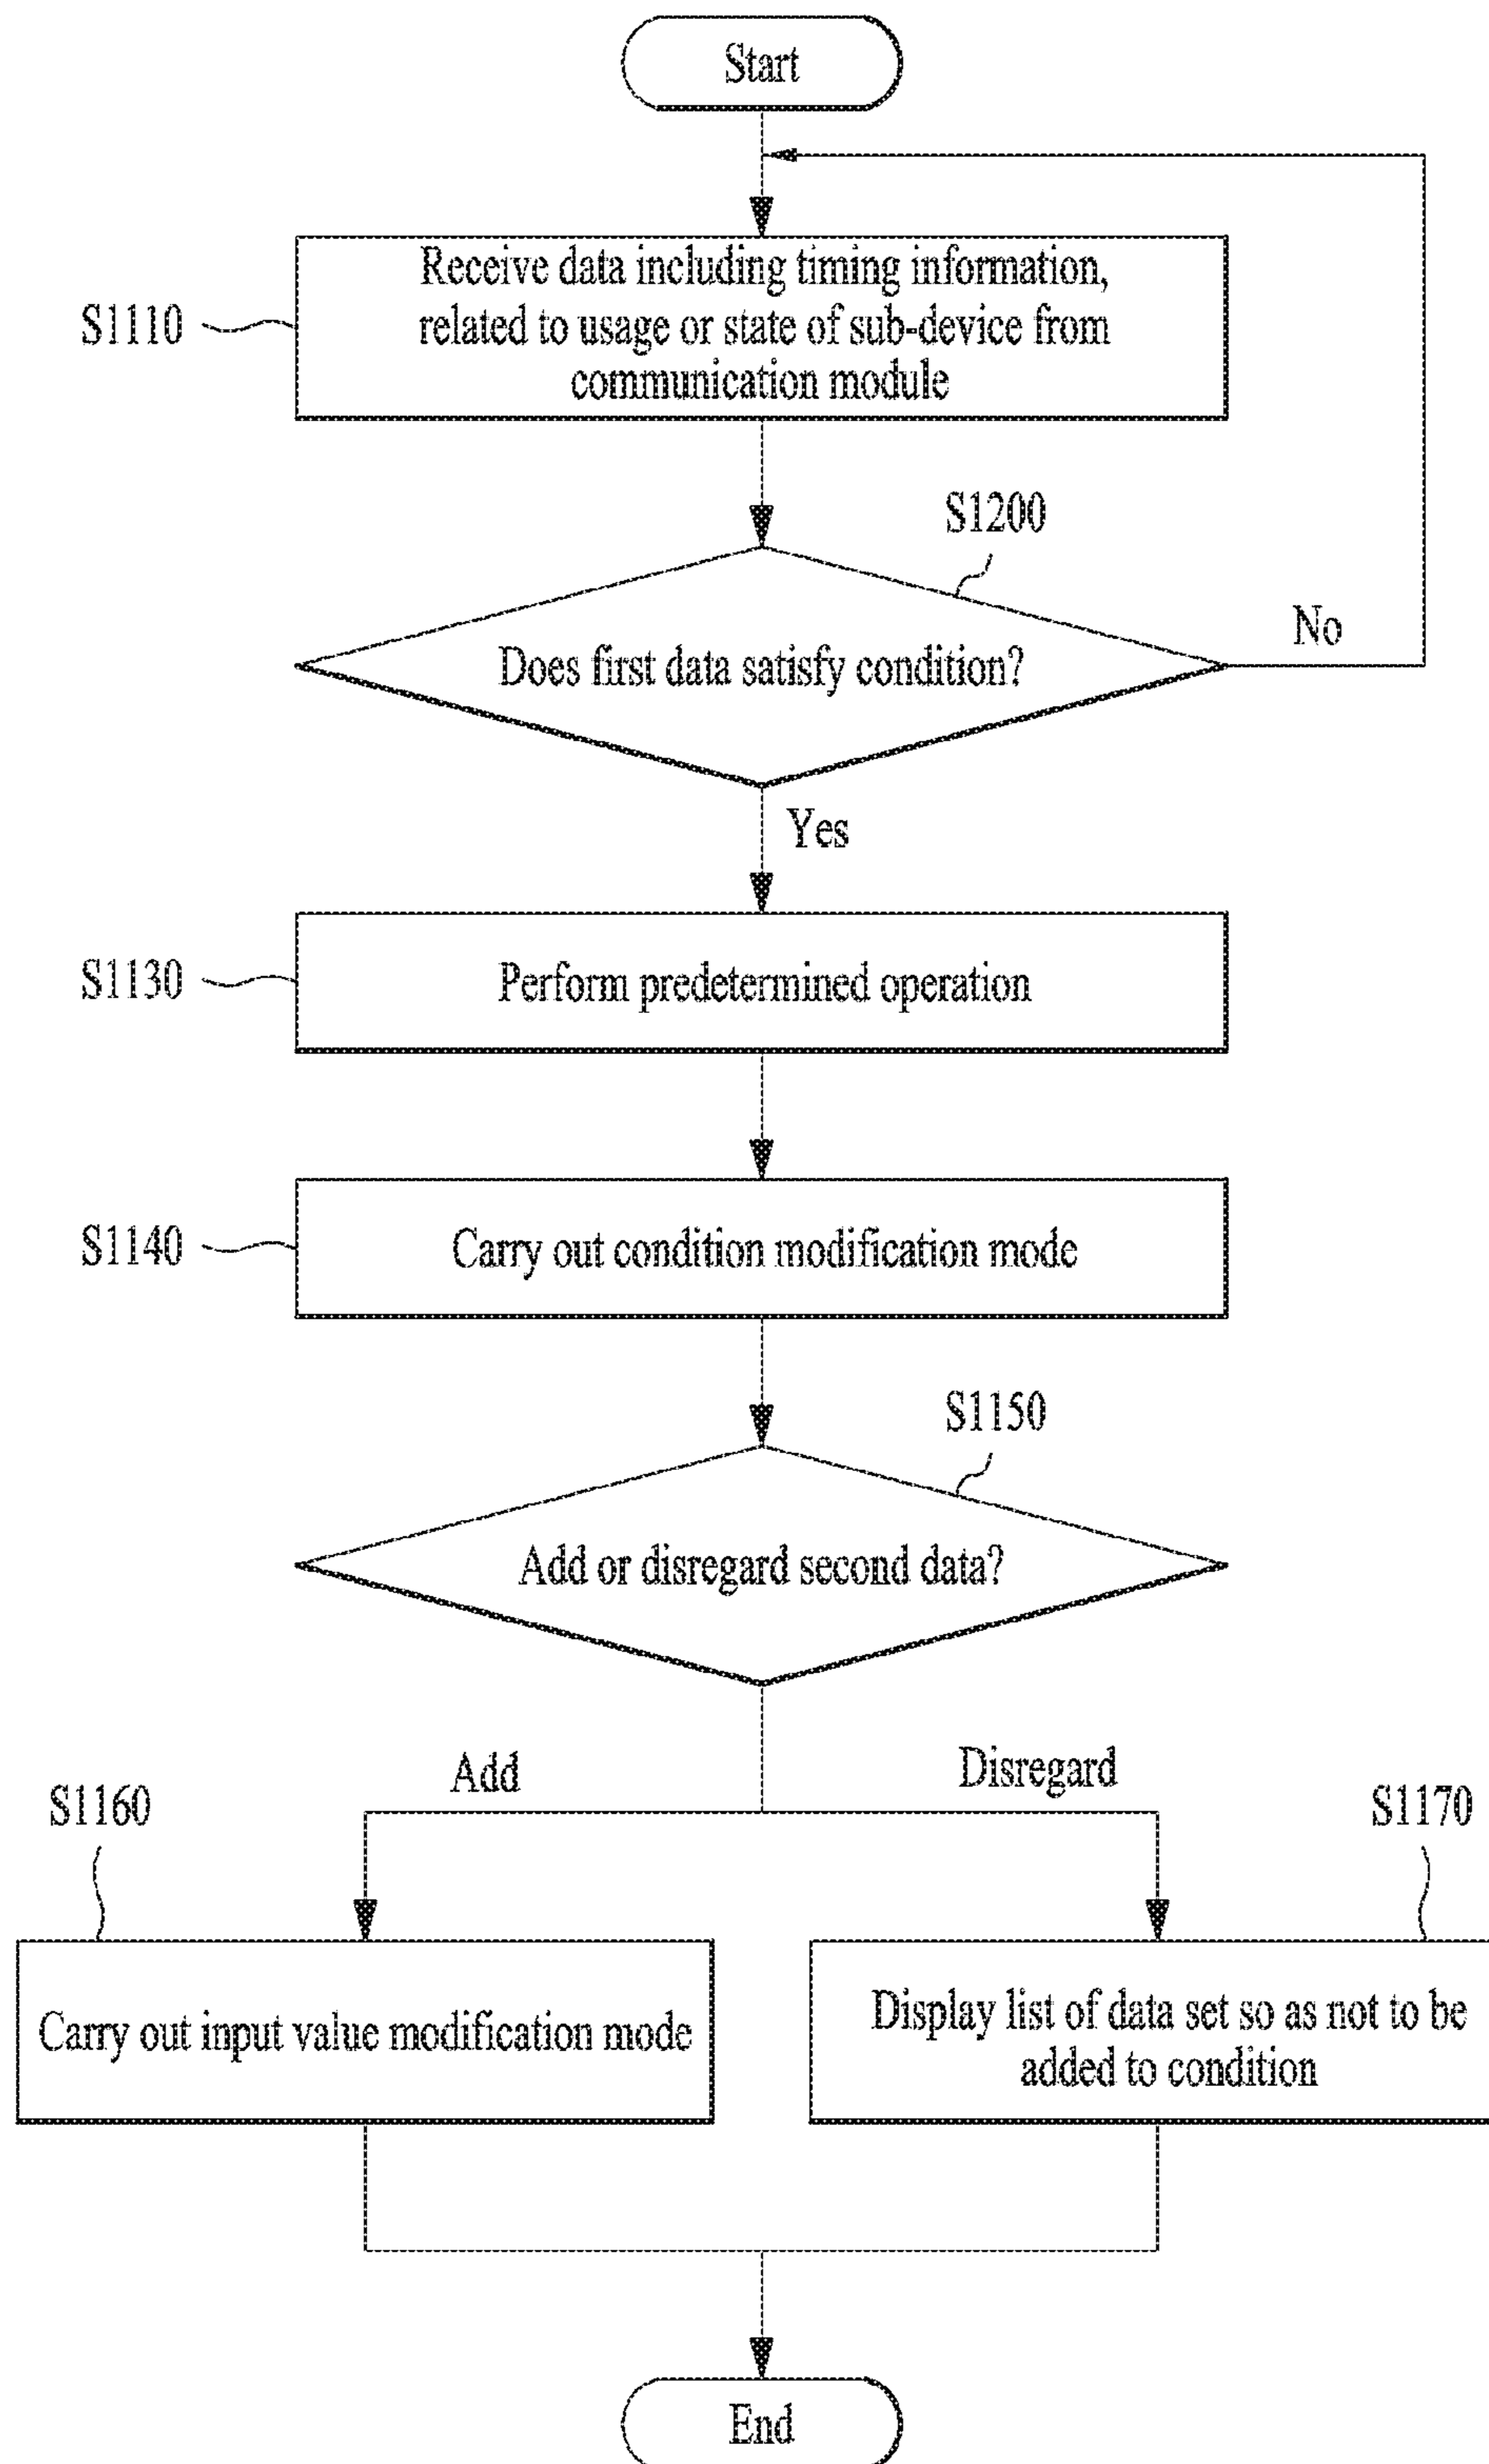 Start
S1110
Receive data including timing information,
related to usage or state of sub-device from
communication module
S1200
Does first data satisfy condition?
No
Yes
S1130
Perform predetermined operation
S1140
Carry out condition modification mode
S1150
Add or disregard second data?
Add
Disregard
S1160
S1170
Carry out input value modification mode
Display list of data set so as not to be
added to condition
End